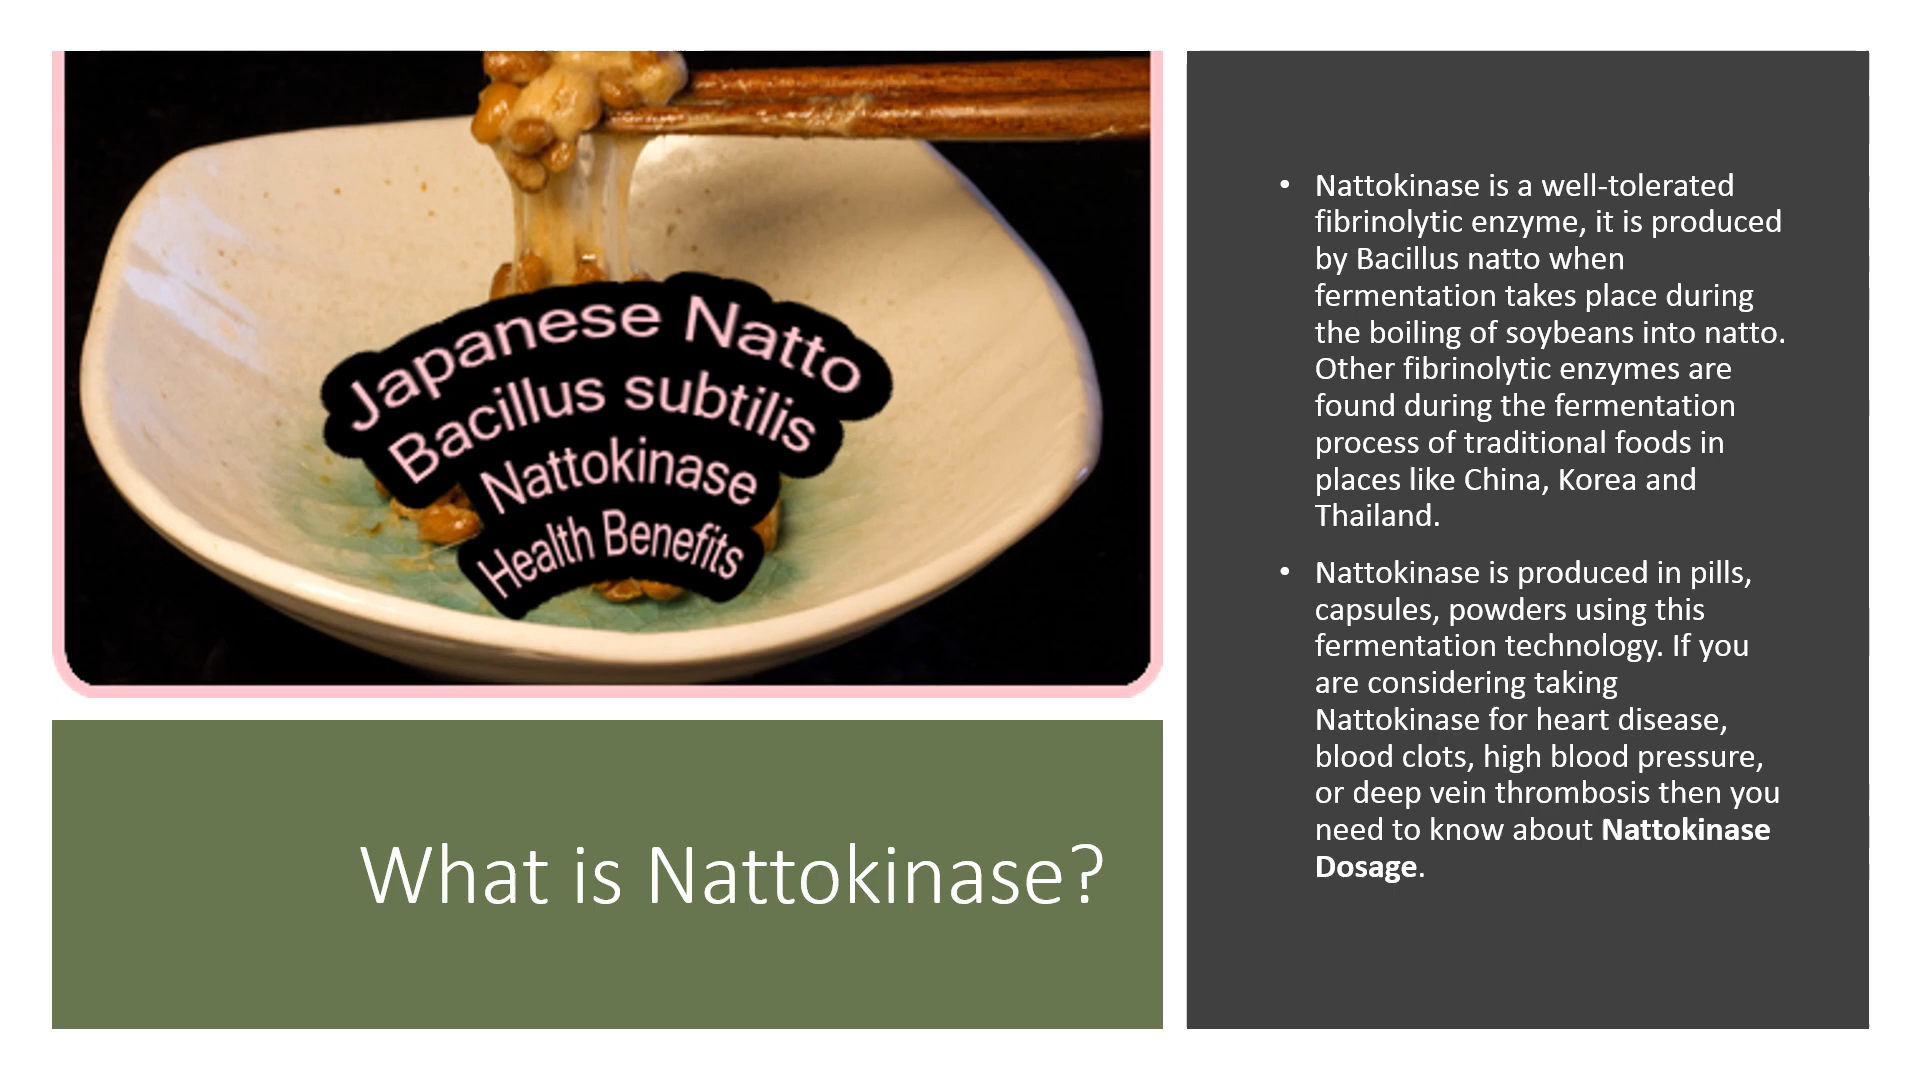 Japanese Natto
Bacillus subtilis
Nattokinase
Health Benefits
What is Nattokinase?
• Nattokinase is a well-tolerated
fibrinolytic enzyme, it is produced
by Bacillus natto when
fermentation takes place during
the boiling of soybeans into natto.
Other fibrinolytic enzymes are
found during the fermentation
process of traditional foods in
places like China, Korea and
Thailand.
• Nattokinase is produced in pills,
capsules, powders using this
fermentation technology. If you
are considering taking
Nattokinase for heart disease,
blood clots, high blood pressure,
or deep vein thrombosis then you
need to know about Nattokinase
Dosage.